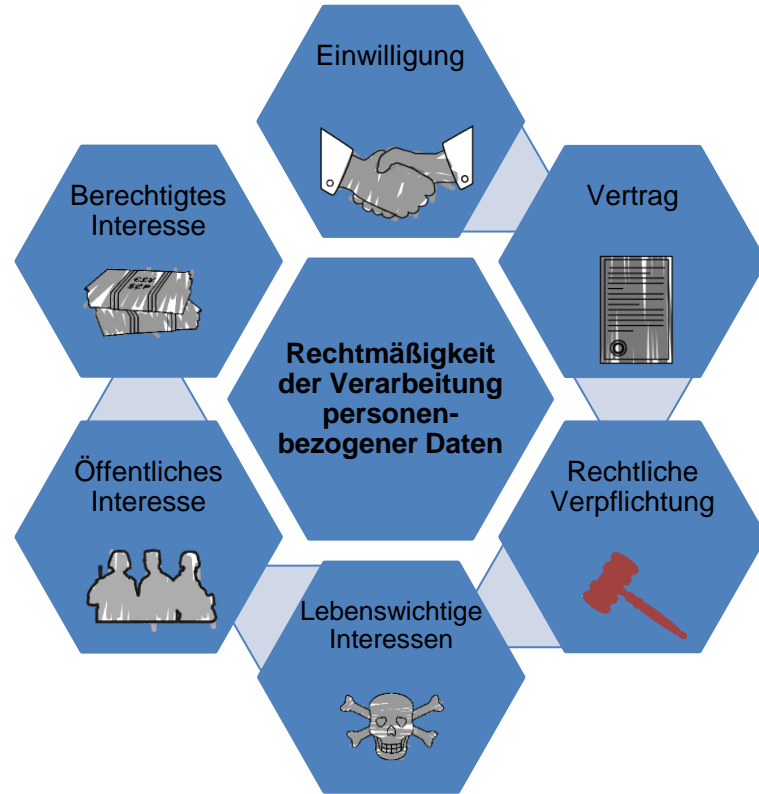 Einwilligung
Vertrag
Rechtliche
Verpflichtung
Lebenswichtige
Interessen
Öffentliches
Interesse
Berechtigtes
Interesse
Rechtmäßigkeit
der Verarbeitung
personen-
bezogener Daten